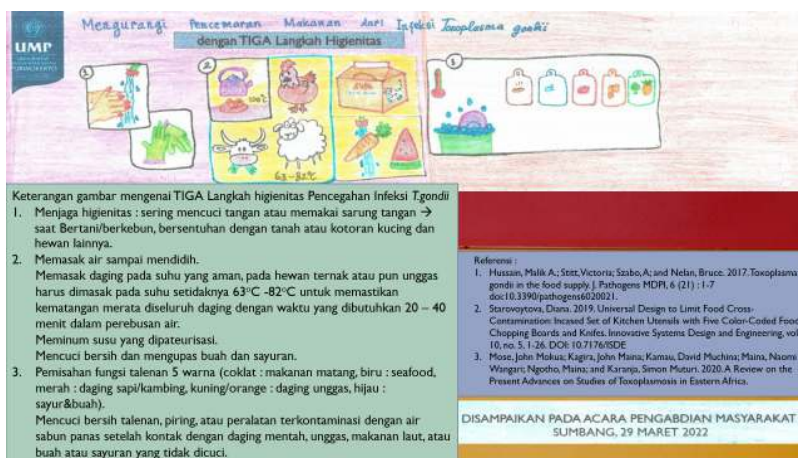 UMP
Mengurangi Pencemaran Makanan dari Infeksi Toxoplasma gondii
dengan TIGA Langkah Higienitas
1
2
100°C
63-82°C
3
Keterangan gambar mengenai TIGA Langkah higienitas Pencegahan Infeksi T.gondii
1. Menjaga higienitas : sering mencuci tangan atau memakai sarung tangan →
saat Bertani/berkebun, bersentuhan dengan tanah atau kotoran kucing dan
hewan lainnya.
2. Memasak air sampai mendidih.
Memasak daging pada suhu yang aman, pada hewan ternak atau pun unggas
harus dimasak pada suhu setidaknya 63°C -82°C untuk memastikan
kematangan merata diseluruh daging dengan waktu yang dibutuhkan 20 – 40
menit dalam perebusan air.
Meminum susu yang dipateurisasi.
Mencuci bersih dan mengupas buah dan sayuran.
3. Pemisahan fungsi talenan 5 warna (coklat : makanan matang, biru : seafood,
merah : daging sapi/kambing, kuning/orange : daging unggas, hijau :
sayur&buah).
Mencuci bersih talenan, piring, atau peralatan terkontaminasi dengan air
sabun panas setelah kontak dengan daging mentah, unggas, makanan laut, atau
buah atau sayuran yang tidak dicuci.
Referensi :
1. Hussain, Malik A.; Stitt, Victoria; Szabo, A; and Nelan, Bruce. 2017. Toxoplasma
gondii in the food supply. J. Pathogens MDPI, 6 (21) : 1-7
doc:10.3390/pathogens6020021.
2. Starovoytova, Diana. 2019. Universal Design to Limit Food Cross-
Contamination: Incased Set of Kitchen Utensils with Five Color-Coded Food
Chopping Boards and Knifes. Innovative Systems Design and Engineering, vol
10, no. 5, 1-26. DOI: 10.7176/ISDE
3. Mose, John Mokua; Kagira, John Maina; Kamau, David Muchina; Maina, Naomi
Wangari; Ngotho, Maina; and Karanja, Simon Muturi. 2020. A Review on the
Present Advances on Studies of Toxoplasmosis in Eastern Africa.
DISAMPAIKAN PADA ACARA PENGABDIAN MASYARAKAT
SUMBANG, 29 MARET 2022